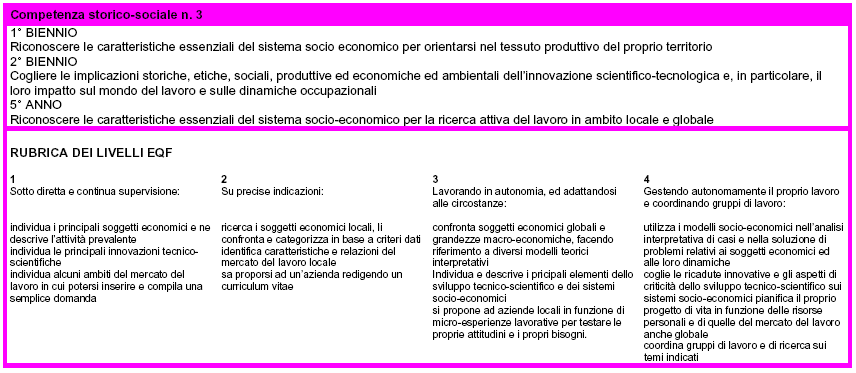 Competenza storico-sociale n. 3
1° BIENNIO
Riconoscere le caratteristiche essenziali del sistema socio economico per orientarsi nel tessuto produttivo del proprio territorio
2° BIENNIO
Cogliere le implicazioni storiche, etiche, sociali, produttive ed economiche ed ambientali dell'innovazione scientifico-tecnologica e, in particolare, il
loro impatto sul mondo del lavoro e sulle dinamiche occupazionali
5° ANNO
Riconoscere le caratteristiche essenziali del sistema socio-economico per la ricerca attiva del lavoro in ambito locale e globale
RUBRICA DEI LIVELLI EQF
1
Sotto diretta e continua supervisione:
individua i principali soggetti economici e ne
descrive l'attività prevalente
individua le principali innovazioni tecnico-
scientifiche
individua alcuni ambiti del mercato del
lavoro in cui potersi inserire e compila una
semplice domanda
2
Su precise indicazioni:
ricerca i soggetti economici locali, li
confronta e categorizza in base a criteri dati
identifica caratteristiche e relazioni del
mercato del lavoro locale
sa proporsi ad un'azienda redigendo un
curriculum vitae
3
Lavorando in autonomia, ed adattandosi
alle circostanze:
confronta soggetti economici globali e
grandezze macro-economiche, facendo
riferimento a diversi modelli teorici
interpretativi
Individua e descrive i pricipali elementi dello
sviluppo tecnico-scientifico e dei sistemi
socio-economici
si propone ad aziende locali in funzione di
micro-esperienze lavorative per testare le
proprie attitudini e i propri bisogni.
4
Gestendo autonomamente il proprio lavoro
e coordinando gruppi di lavoro:
utilizza i modelli socio-economici nell'analisi
interpretativa di casi e nella soluzione di
problemi relativi ai soggetti economici ed
alle loro dinamiche
coglie le ricadute innovative e gli aspetti di
criticità dello sviluppo tecnico-scientifico sui
sistemi socio-economici pianifica il proprio
progetto di vita in funzione delle risorse
personali e di quelle del mercato del lavoro
anche globale
coordina gruppi di lavoro e di ricerca sui
temi indicati